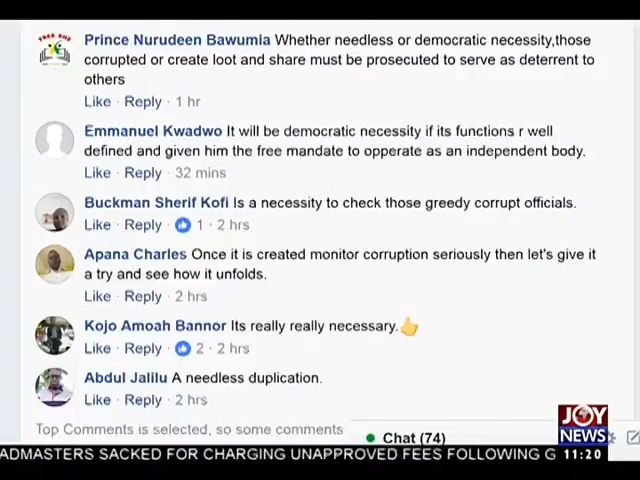 Prince Nurudeen Bawumia Whether needless or democratic necessity,those
corrupted or create loot and share must be prosecuted to serve as deterrent to
others
Like · Reply · 1 hr
Emmanuel Kwadwo It will be democratic necessity if its functions r well
defined and given him the free mandate to opperate as an independent body.
Like · Reply · 32 mins
Buckman Sherif Kofi Is a necessity to check those greedy corrupt officials.
Like · Reply · 1 · 2 hrs
Apana Charles Once it is created monitor corruption seriously then let's give it
a try and see how it unfolds.
Like · Reply · 2 hrs
Kojo Amoah Bannor Its really really necessary.👆
Like · Reply · 2 · 2 hrs
Abdul Jalilu A needless duplication.
Like · Reply · 2 hrs
Top Comments is selected, so some comments
Chat (74)
JOY
NEWS
ADMASTERS SACKED FOR CHARGING UNAPPROVED FEES FOLLOWING G
11:20